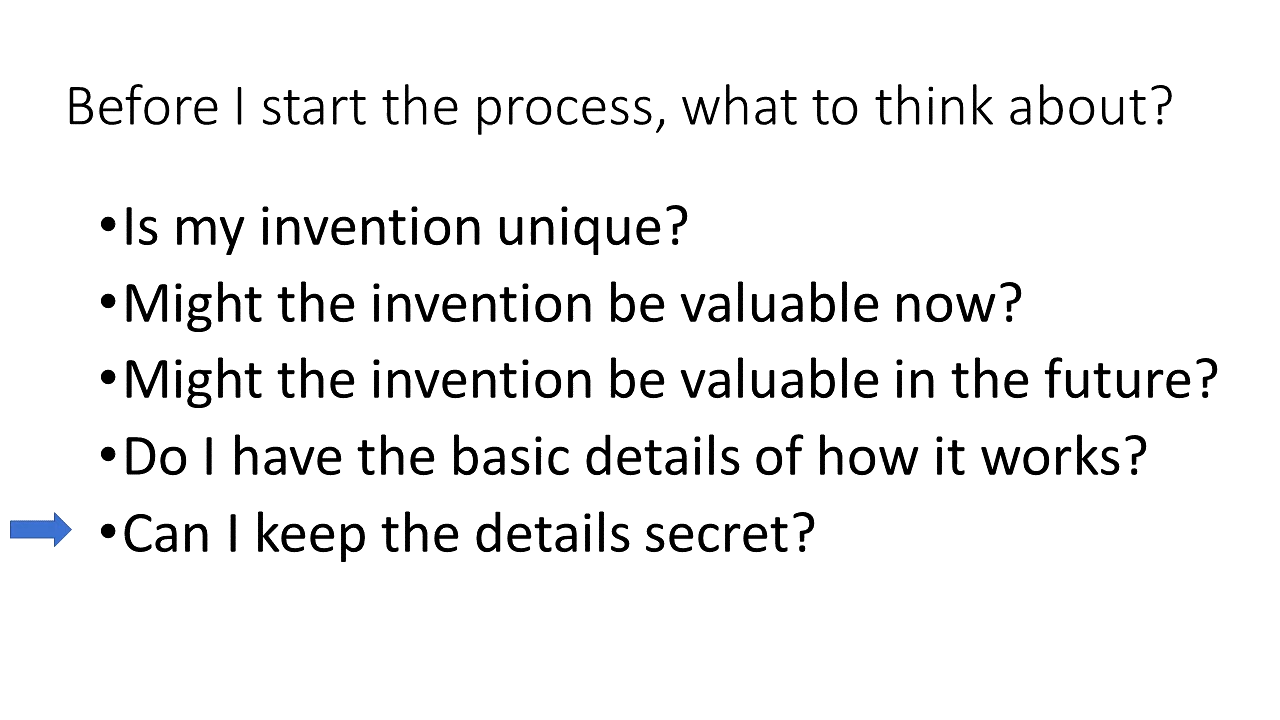 Before I start the process, what to think about?
•Is my invention unique?
•Might the invention be valuable now?
•Might the invention be valuable in the future?
•Do I have the basic details of how it works?
•Can I keep the details secret?